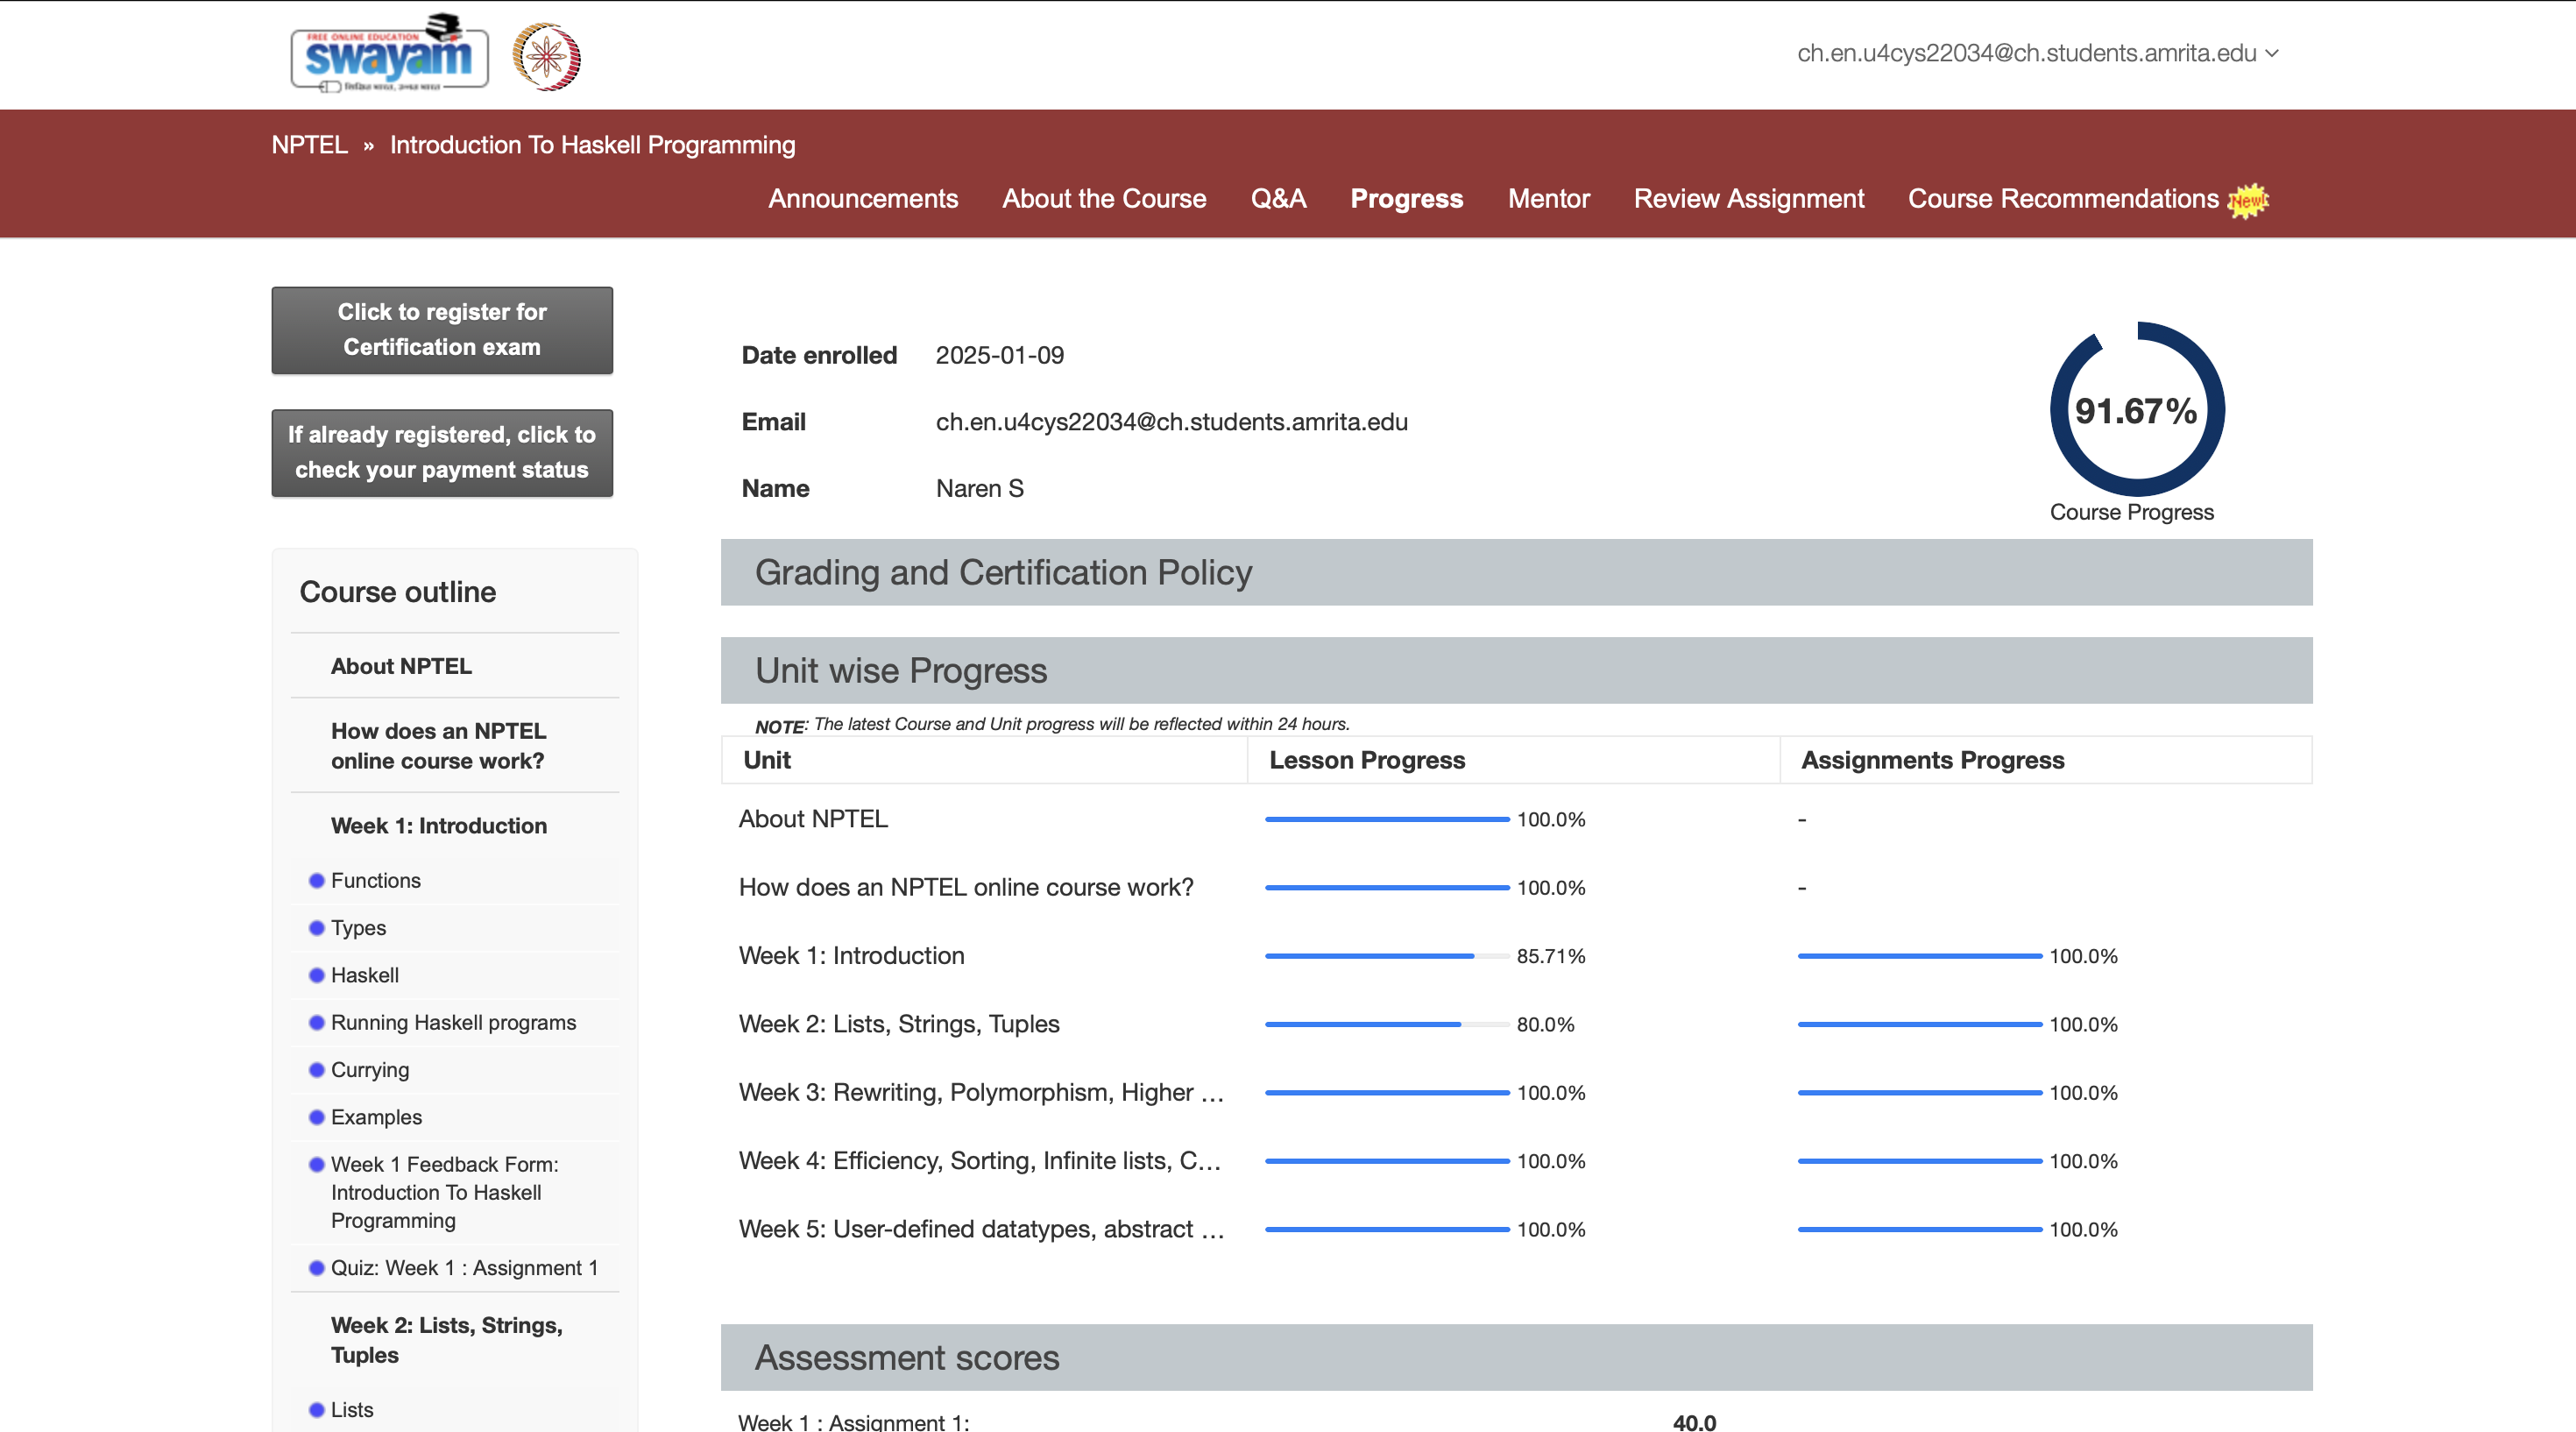 FREE ONLINE EDUCATION
swayam
ch.en.u4cys22034@ch.students.amrita.edu
NPTEL » Introduction To Haskell Programming
Announcements About the Course Q&A Progress Mentor Review Assignment Course Recommendations New!
Click to register for
Certification exam
If already registered, click to
check your payment status
Course outline
About NPTEL
How does an NPTEL
online course work?
Week 1: Introduction
Functions
Types
Haskell
Running Haskell programs
Currying
Examples
Week 1 Feedback Form:
Introduction To Haskell
Programming
Quiz: Week 1 : Assignment 1
Week 2: Lists, Strings,
Tuples
Lists
Date enrolled 2025-01-09
Email ch.en.u4cys22034@ch.students.amrita.edu
Name Naren S
91.67%
Course Progress
Grading and Certification Policy
Unit wise Progress
NOTE: The latest Course and Unit progress will be reflected within 24 hours.
Unit Lesson Progress Assignments Progress
About NPTEL 100.0% -
How does an NPTEL online course work? 100.0% -
Week 1: Introduction 85.71% 100.0%
Week 2: Lists, Strings, Tuples 80.0% 100.0%
Week 3: Rewriting, Polymorphism, Higher ... 100.0% 100.0%
Week 4: Efficiency, Sorting, Infinite lists, C... 100.0% 100.0%
Week 5: User-defined datatypes, abstract ... 100.0% 100.0%
Assessment scores
Week 1 : Assignment 1: 40.0